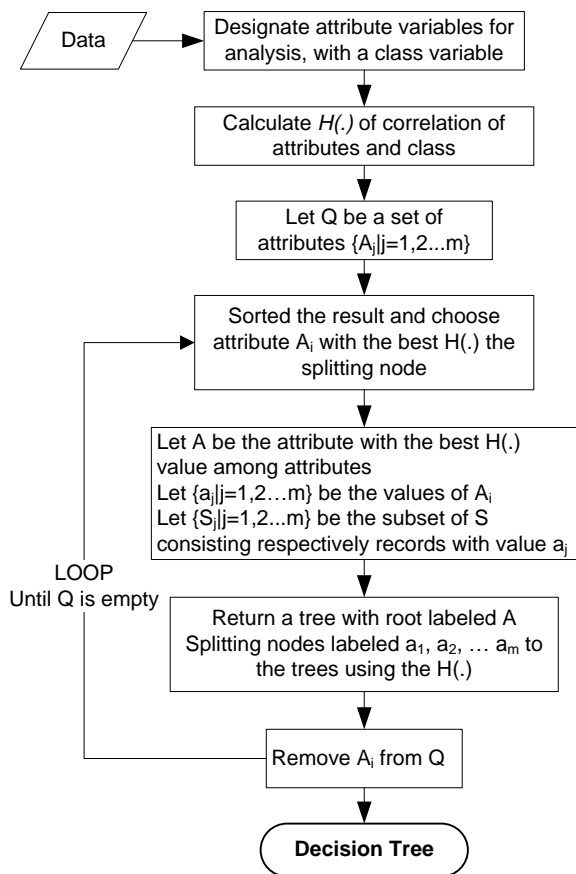 Data
Designate attribute variables for
analysis, with a class variable
Calculate H(.) of correlation of
attributes and class
Let Q be a set of
attributes {Aj|j=1,2...m}
Sorted the result and choose
attribute Ai with the best H(.) the
splitting node
Let A be the attribute with the best H(.)
value among attributes
Let {aj|j=1,2…m} be the values of Ai
Let {Sj|j=1,2...m} be the subset of S
consisting respectively records with value aj
LOOP
Until Q is empty
Return a tree with root labeled A
Splitting nodes labeled a1, a2, … am to
the trees using the H(.)
Remove Ai from Q
Decision Tree